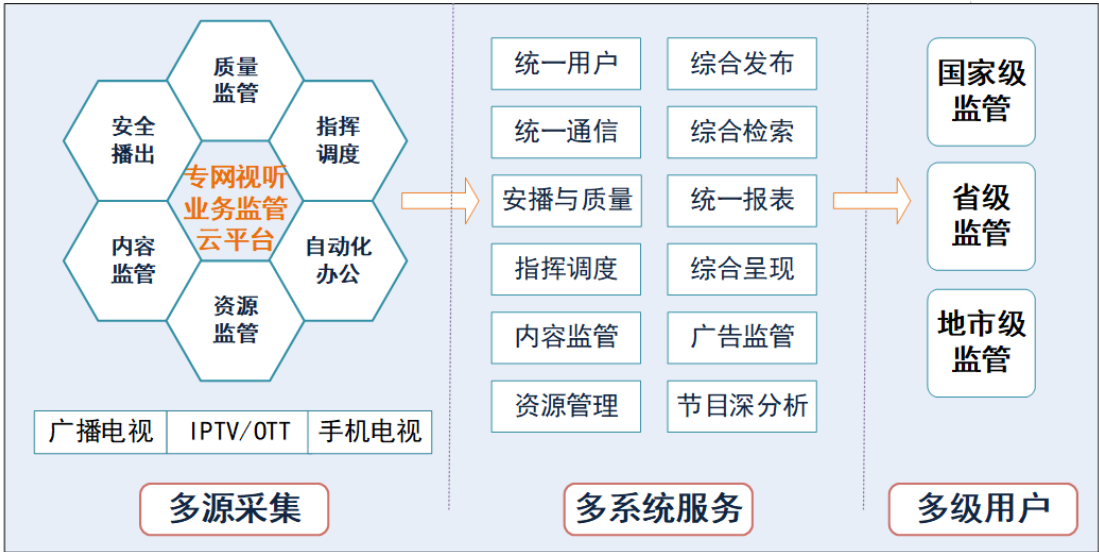 质量
监管
安全
播出
指挥
调度
专网视听
业务监管
云平台
内容
监管
自动化
办公
资源
监管
广播电视
IPTV/OTT
手机电视
多源采集
统一用户
综合发布
统一通信
综合检索
安播与质量
统一报表
指挥调度
综合呈现
内容监管
广告监管
资源管理
节目深分析
多系统服务
国家级
监管
省级
监管
地市级
监管
多级用户